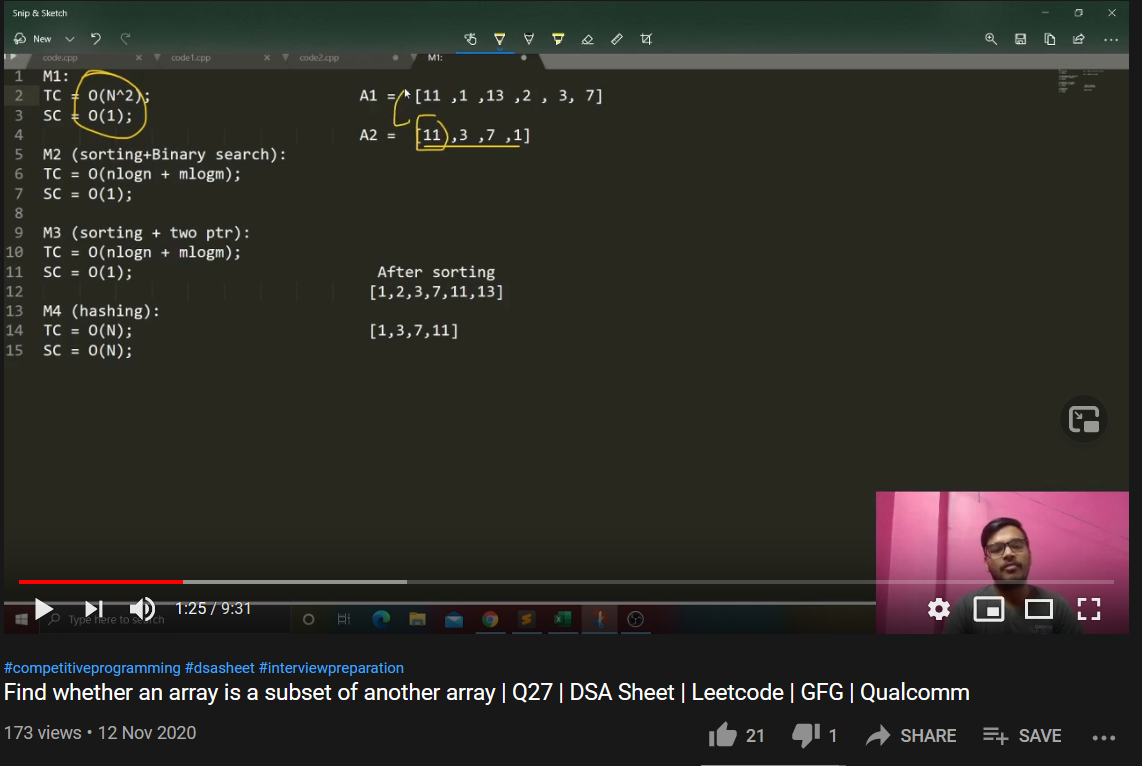 Snip & Sketch
New
code.cpp code1.cpp code2.cpp M1:
1 M1:
2 TC = O(N^2); A1 = [11 ,1 ,13 ,2 , 3, 7]
3 SC = O(1);
4 A2 = [11,3 ,7 ,1]
5 M2 (sorting+Binary search):
6 TC = O(nlogn + mlogm);
7 SC = O(1);
8
9 M3 (sorting + two ptr):
10 TC = O(nlogn + mlogm);
11 SC = O(1); After sorting
12 [1,2,3,7,11,13]
13 M4 (hashing):
14 TC = O(N); [1,3,7,11]
15 SC = O(N);
1:25 / 9:31
Type here to search
#competitiveprogramming #dsasheet #interviewpreparation
Find whether an array is a subset of another array | Q27 | DSA Sheet | Leetcode | GFG | Qualcomm
173 views • 12 Nov 2020 21 1 SHARE SAVE